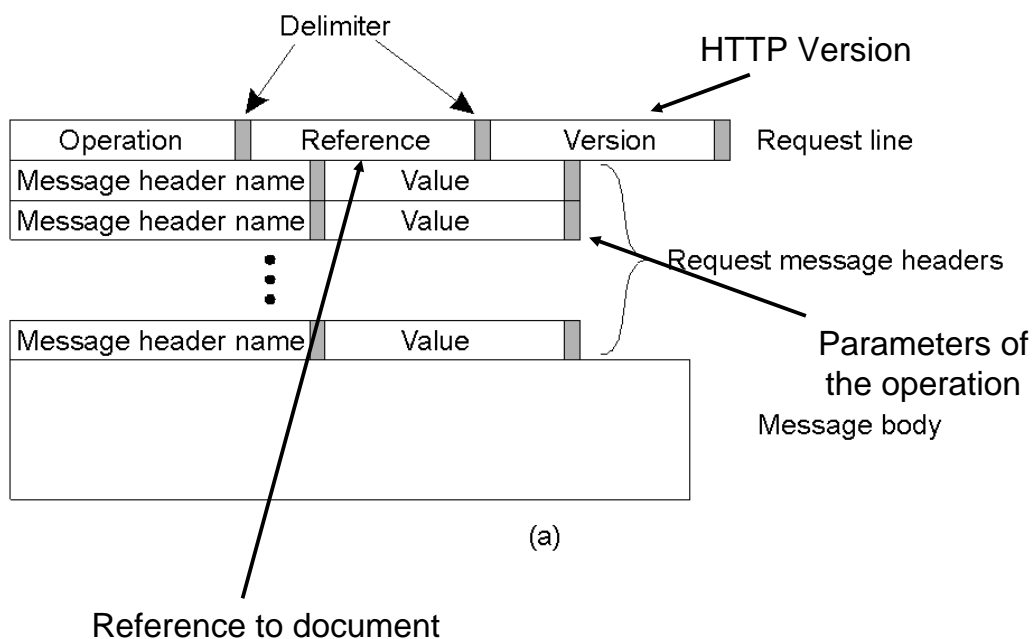 Delimiter
HTTP Version
Operation Reference Version Request line
Message header name Value
Message header name Value
Request message headers
Message header name Value
Parameters of
the operation
Message body
(a)
Reference to document